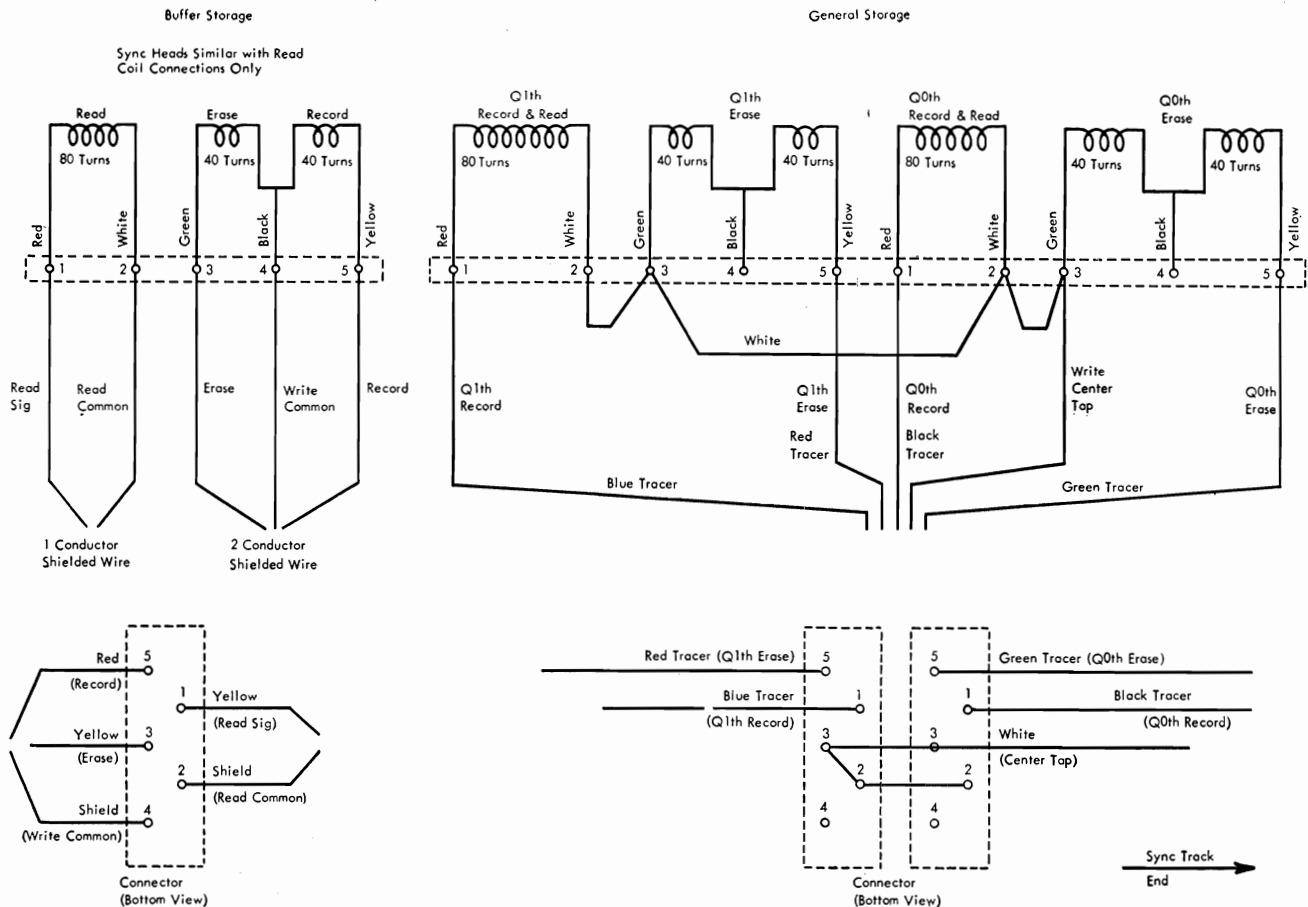 Buffer Storage
Sync Heads Similar with Read
Coil Connections Only
Read
80 Turns
Erase
40 Turns
Record
40 Turns
Red
White
Green
Black
Yellow
1
2
3
4
5
Read
Sig
Read
Common
Erase
Write
Common
Record
1 Conductor
Shielded Wire
2 Conductor
Shielded Wire
General Storage
Q1th
Record & Read
80 Turns
Q1th
Erase
40 Turns
40 Turns
Q0th
Record & Read
80 Turns
Q0th
Erase
40 Turns
40 Turns
Red
White
Green
Black
Yellow
Red
White
Green
Black
Yellow
1
2
3
4
5
1
2
3
4
5
White
Q1th
Record
Q1th
Erase
Red
Tracer
Q0th
Record
Black
Tracer
Write
Center
Tap
Q0th
Erase
Blue Tracer
Green Tracer
Red
(Record)
5
1
Yellow
(Read Sig)
Yellow
(Erase)
3
2
Shield
(Read Common)
Shield
(Write Common)
4
Connector
(Bottom View)
Red Tracer (Q1th Erase)
5
5
Green Tracer (Q0th Erase)
Blue Tracer
(Q1th Record)
1
1
Black Tracer
(Q0th Record)
3
3
White
(Center Tap)
2
2
4
4
Connector
(Bottom View)
Sync Track
End